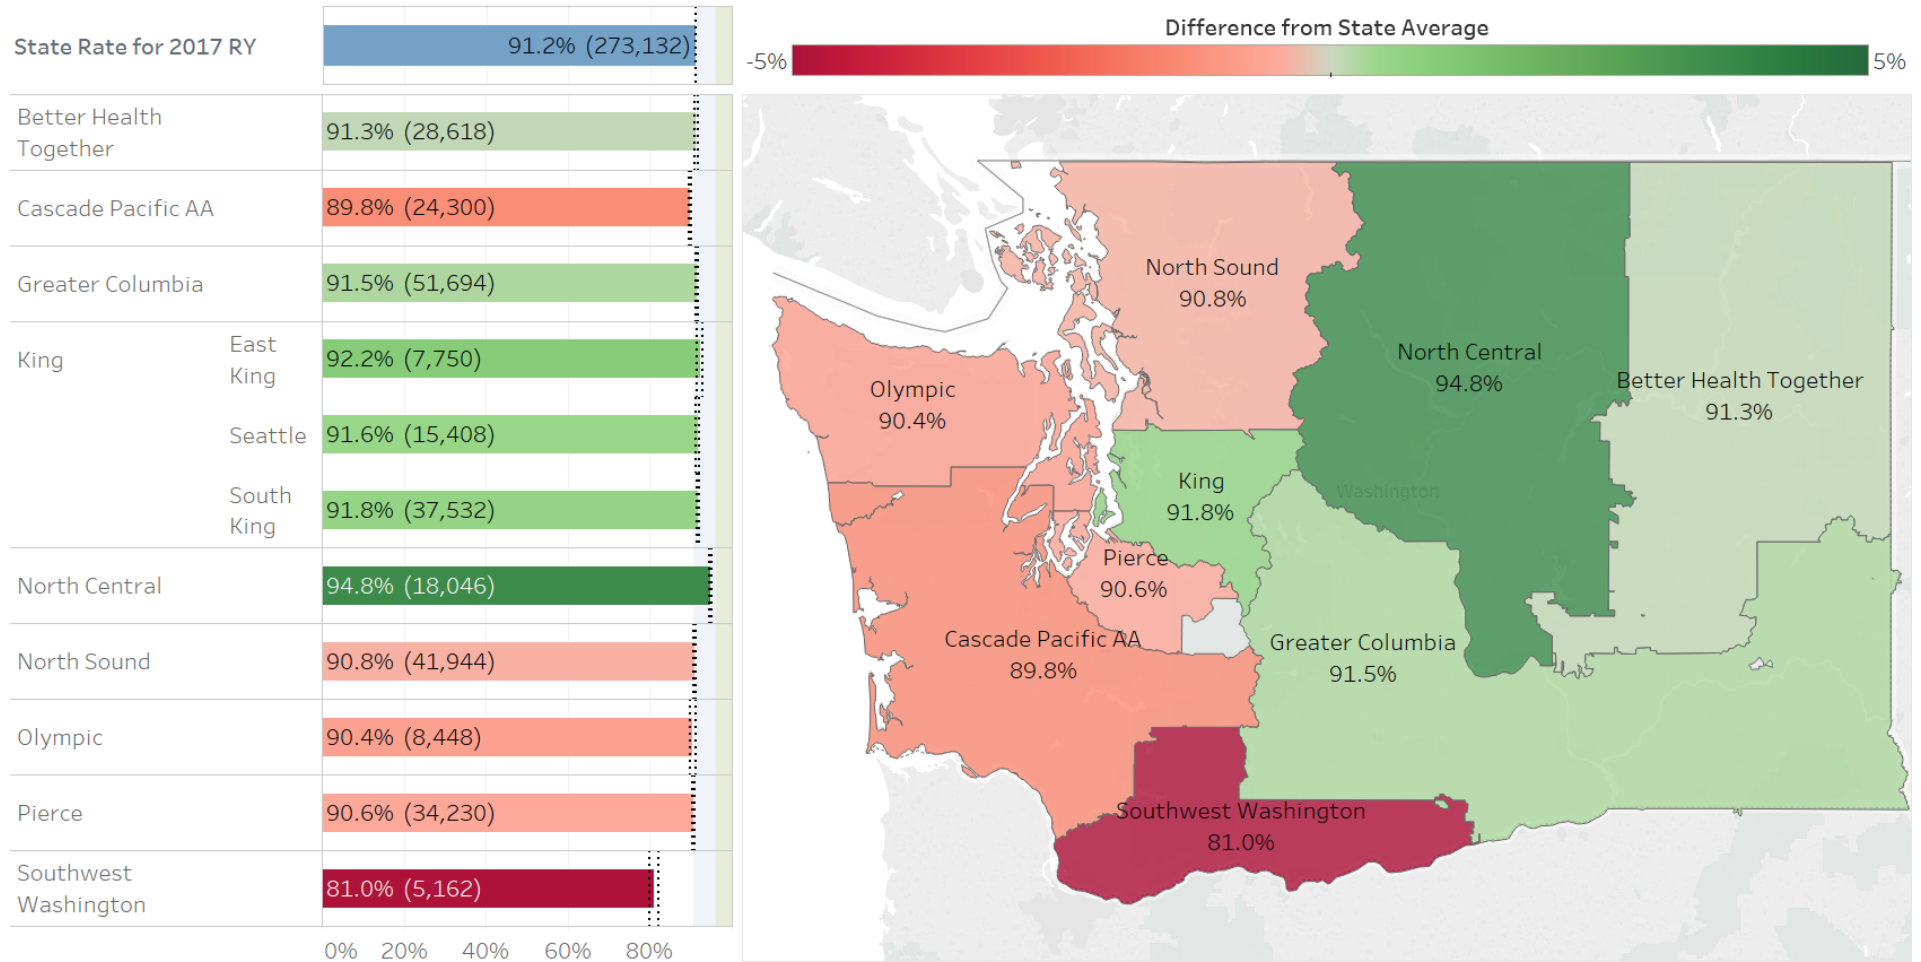 State Rate for 2017 RY
91.2% (273,132)
Better Health
Together
91.3% (28,618)
Cascade Pacific AA
89.8% (24,300)
Greater Columbia
91.5% (51,694)
King
East
King
92.2% (7,750)
Seattle
91.6% (15,408)
South
King
91.8% (37,532)
North Central
94.8% (18,046)
North Sound
90.8% (41,944)
Olympic
90.4% (8,448)
Pierce
90.6% (34,230)
Southwest
Washington
81.0% (5,162)
0% 20% 40% 60% 80%
Difference from State Average
-5% 5%
North Sound
90.8%
North Central
94.8%
Better Health Together
91.3%
Olympic
90.4%
King
91.8%
Washington
Pierce
90.6%
Cascade Pacific AA
89.8%
Greater Columbia
91.5%
Southwest Washington
81.0%